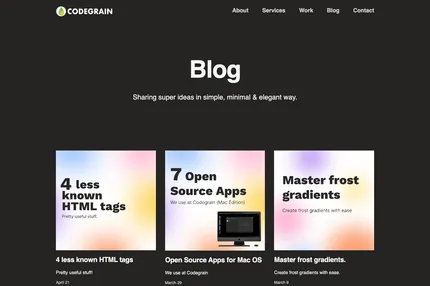 CODEGRAIN
About Services Work Blog Contact
Blog
Sharing super ideas in simple, minimal & elegant way.
4 less
known
HTML tags
Pretty useful stuff.
7 Open
Source Apps
We use at Codegrain (Mac Edition)
Master frost
gradients
Create frost gradients with ease
4 less known HTML tags
Pretty useful stuff!
April 21
Open Source Apps for Mac OS
We use at Codegrain
March 29
Master frost gradients.
Create frost gradients with ease.
March 9